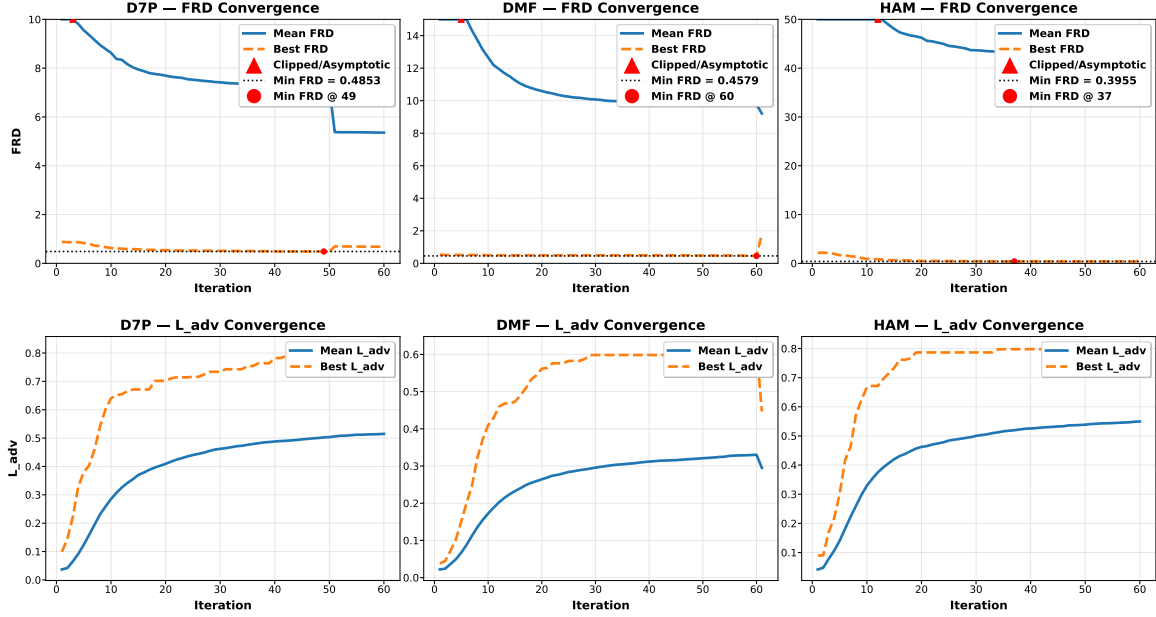 D7P — FRD Convergence
DMF — FRD Convergence
HAM — FRD Convergence
10
8
6
4
2
0
FRD
Mean FRD
Best FRD
Clipped/Asymptotic
Min FRD = 0.4853
Min FRD @ 49
0 10 20 30 40 50 60
Iteration
14
12
10
8
6
4
2
0
Mean FRD
Best FRD
Clipped/Asymptotic
Min FRD = 0.4579
Min FRD @ 60
0 10 20 30 40 50 60
Iteration
50
40
30
20
10
0
Mean FRD
Best FRD
Clipped/Asymptotic
Min FRD = 0.3955
Min FRD @ 37
0 10 20 30 40 50 60
Iteration
D7P — L_adv Convergence
DMF — L_adv Convergence
HAM — L_adv Convergence
0.8
0.7
0.6
0.5
0.4
0.3
0.2
0.1
0.0
L_adv
Mean L_adv
Best L_adv
0 10 20 30 40 50 60
Iteration
0.6
0.5
0.4
0.3
0.2
0.1
0.0
Mean L_adv
Best L_adv
0 10 20 30 40 50 60
Iteration
0.8
0.7
0.6
0.5
0.4
0.3
0.2
0.1
Mean L_adv
Best L_adv
0 10 20 30 40 50 60
Iteration